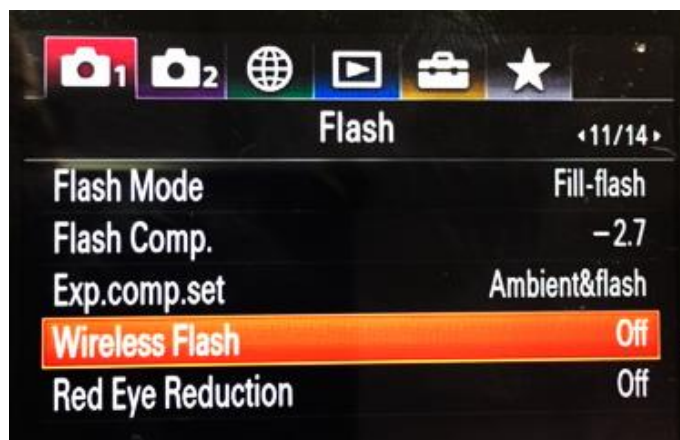 1 2
Flash ◂11/14▸
Flash Mode Fill-flash
Flash Comp. −2.7
Exp.comp.set Ambient&flash
Wireless Flash Off
Red Eye Reduction Off